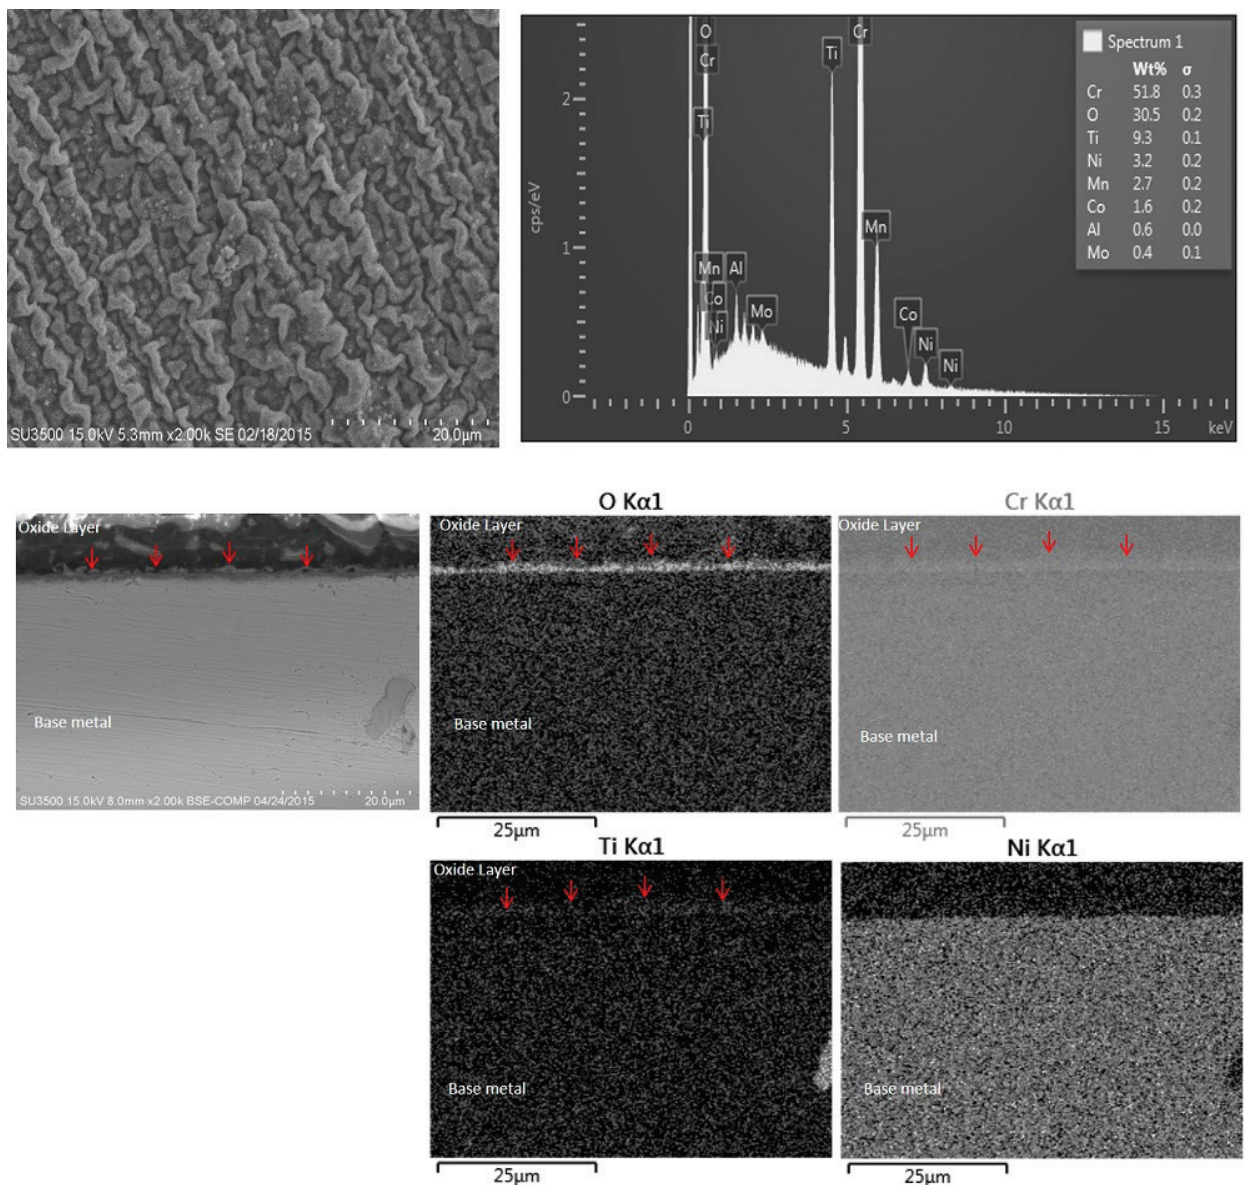 SU3500 15.0kV 5.3mm x2.00k SE 02/18/2015 20.0µm
O
Cr
Ti
Cr
Ti
Mn
Al
Co
Mo
Ni
Mn
Co
Ni
Ni
cps/eV
2
1
0
0 5 10 15 keV
Spectrum 1
Wt% σ
Cr 51.8 0.3
O 30.5 0.2
Ti 9.3 0.1
Ni 3.2 0.2
Mn 2.7 0.2
Co 1.6 0.2
Al 0.6 0.0
Mo 0.4 0.1
Oxide Layer
Base metal
SU3500 15.0kV 8.0mm x2.00k BSE-COMP 04/24/2015 20.0µm
O Kα1
Oxide Layer
Base metal
25µm
Cr Kα1
Oxide Layer
Base metal
25µm
Ti Kα1
Oxide Layer
Base metal
25µm
Ni Kα1
Base metal
25µm